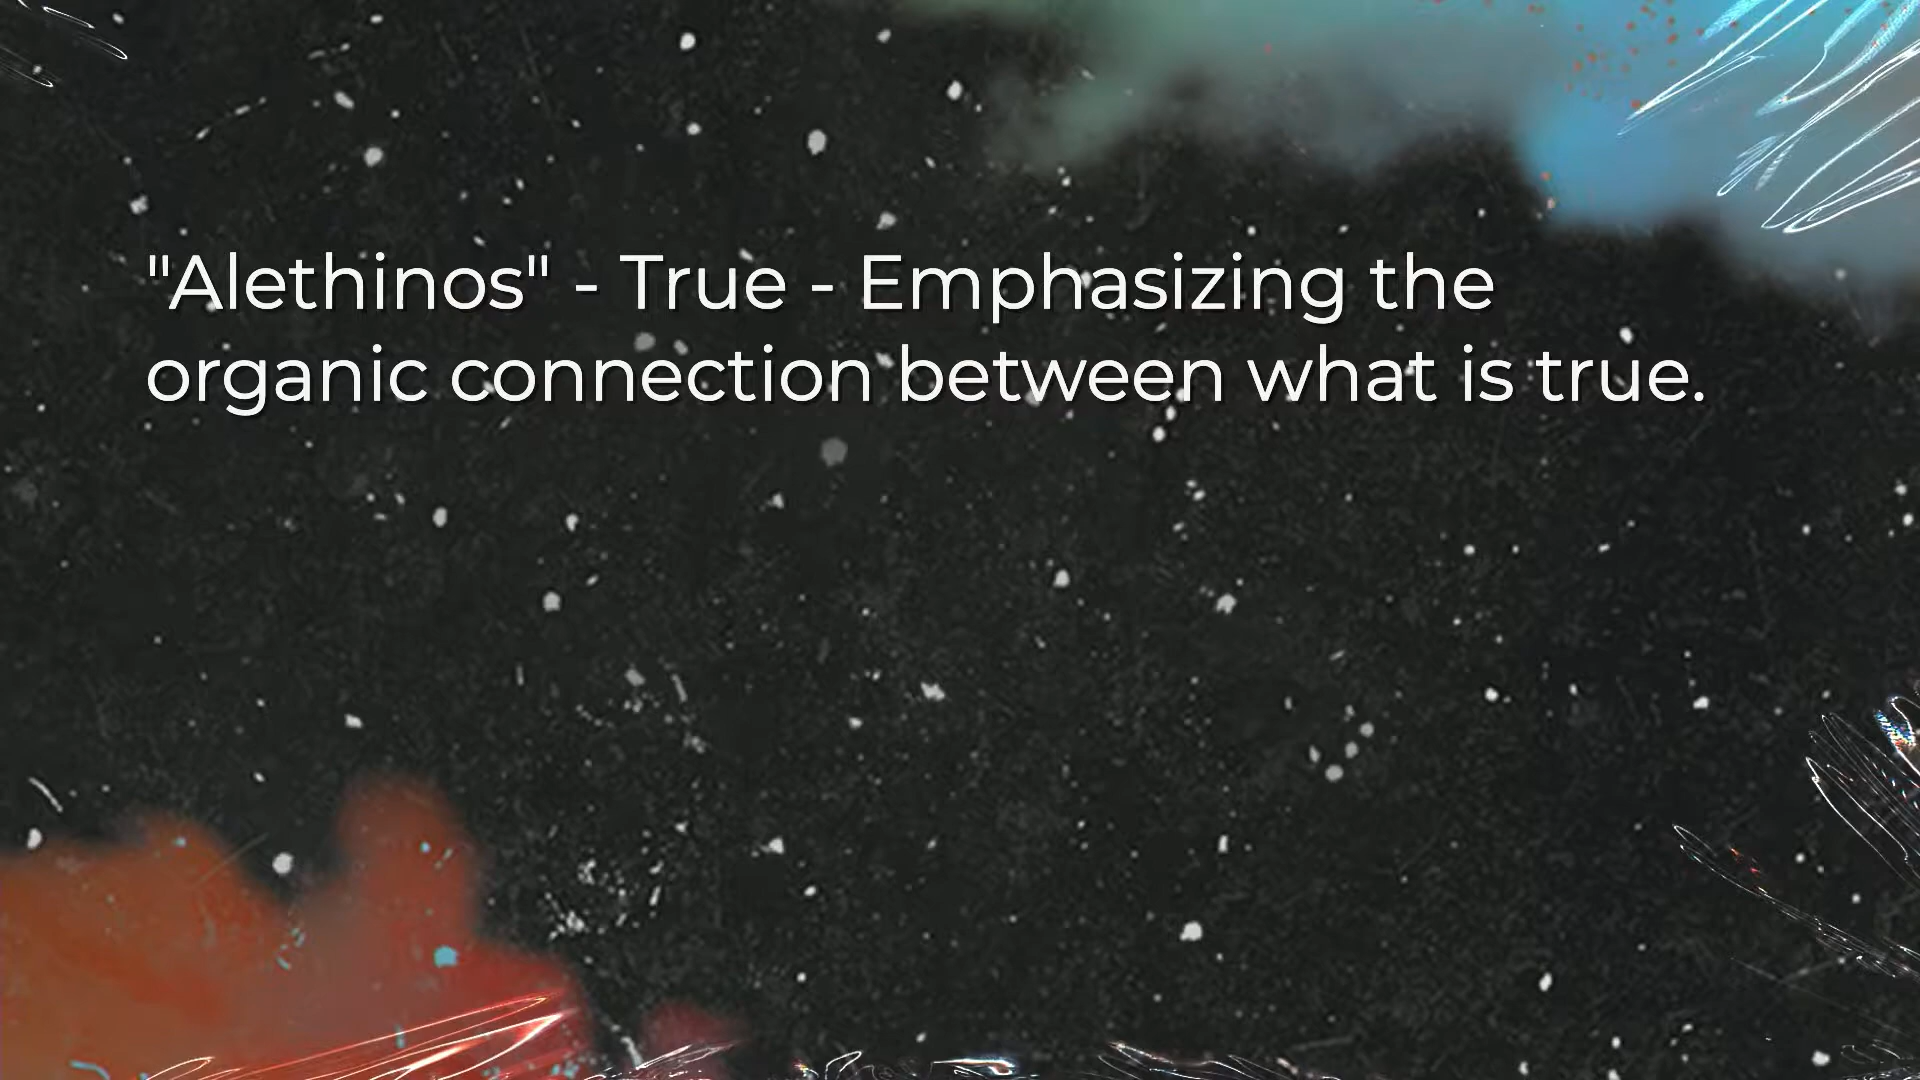 "Alethinos" - True - Emphasizing the
organic connection between what is true.